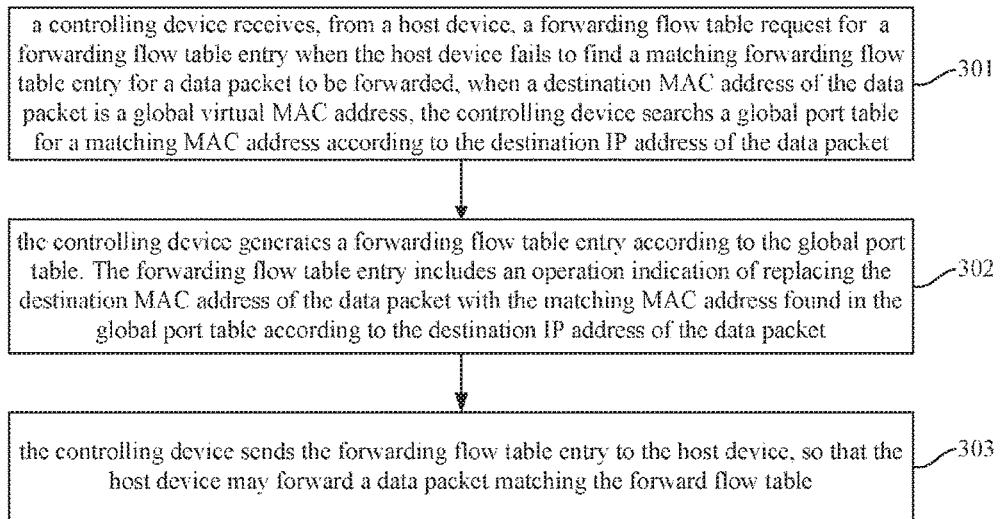 a controlling device receives, from a host device, a forwarding flow table request for a
forwarding flow table entry when the host device fails to find a matching forwarding flow
table entry for a data packet to be forwarded, when a destination MAC address of the data
packet is a global virtual MAC address, the controlling device searchs a global port table
for a matching MAC address according to the destination IP address of the data packet
301
the controlling device generates a forwarding flow table entry according to the global port
table. The forwarding flow table entry includes an operation indication of replacing the
destination MAC address of the data packet with the matching MAC address found in the
global port table according to the destination IP address of the data packet
302
the controlling device sends the forwarding flow table entry to the host device, so that the
host device may forward a data packet matching the forward flow table
303